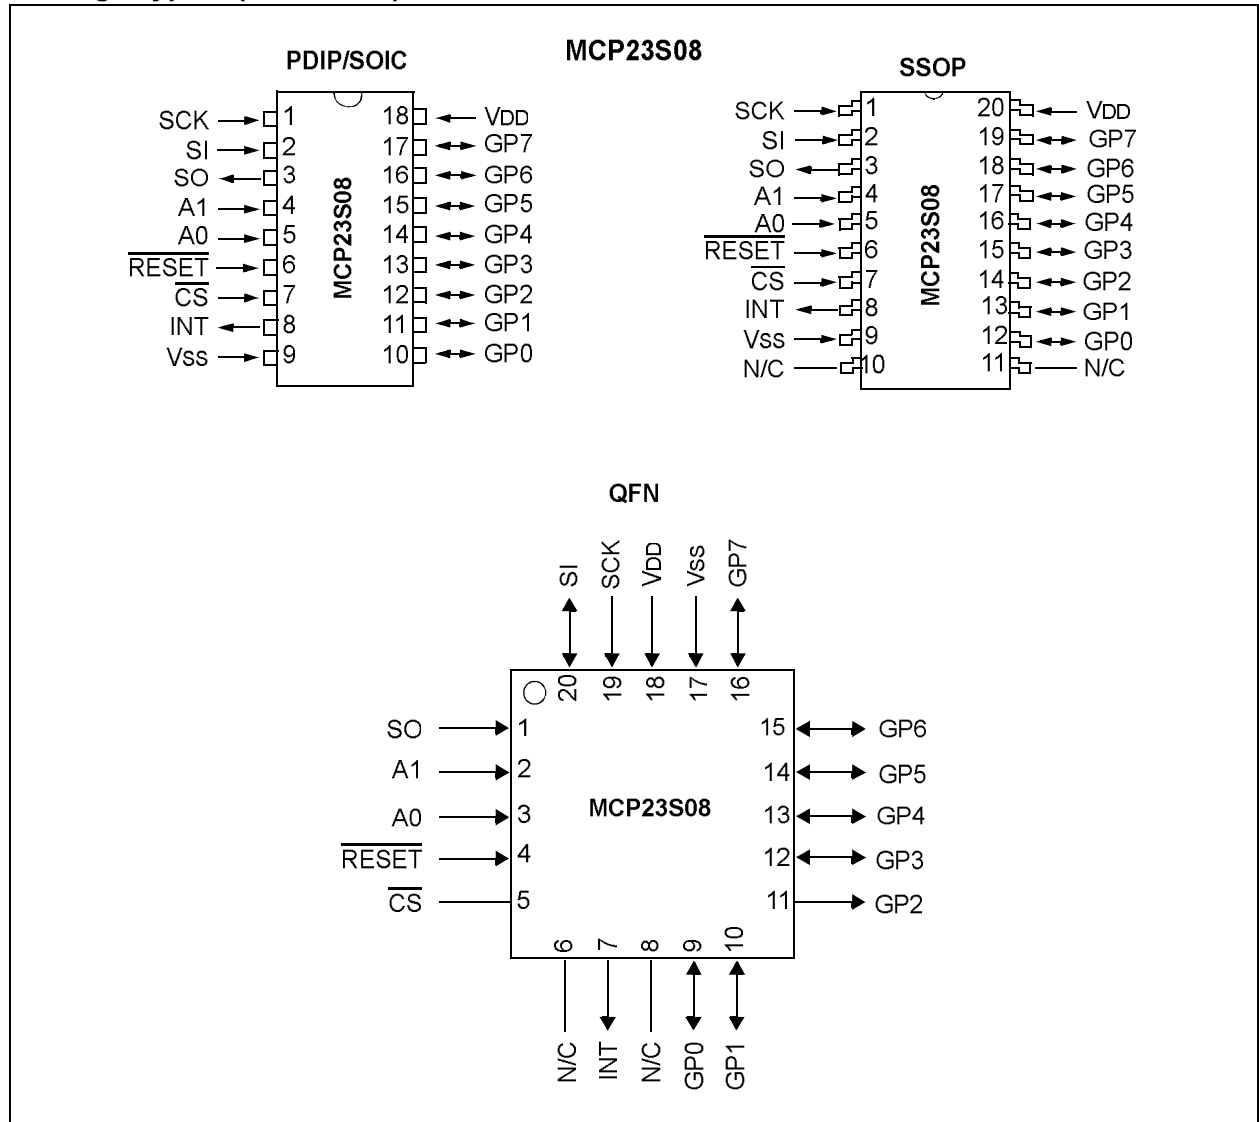 MCP23S08
PDIP/SOIC
SCK 1 18 VDD
SI 2 17 GP7
SO 3 16 GP6
A1 4 15 GP5
A0 5 14 GP4
RESET 6 13 GP3
CS 7 12 GP2
INT 8 11 GP1
VSS 9 10 GP0
MCP23S08
SSOP
SCK 1 20 VDD
SI 2 19 GP7
SO 3 18 GP6
A1 4 17 GP5
A0 5 16 GP4
RESET 6 15 GP3
CS 7 14 GP2
INT 8 13 GP1
VSS 9 12 GP0
N/C 10 11 N/C
MCP23S08
QFN
SI SCK VDD VSS GP7
20 19 18 17 16
SO 1 15 GP6
A1 2 14 GP5
A0 3 13 GP4
MCP23S08
RESET 4 12 GP3
CS 5 11 GP2
6 7 8 9 10
N/C INT N/C GP0 GP1